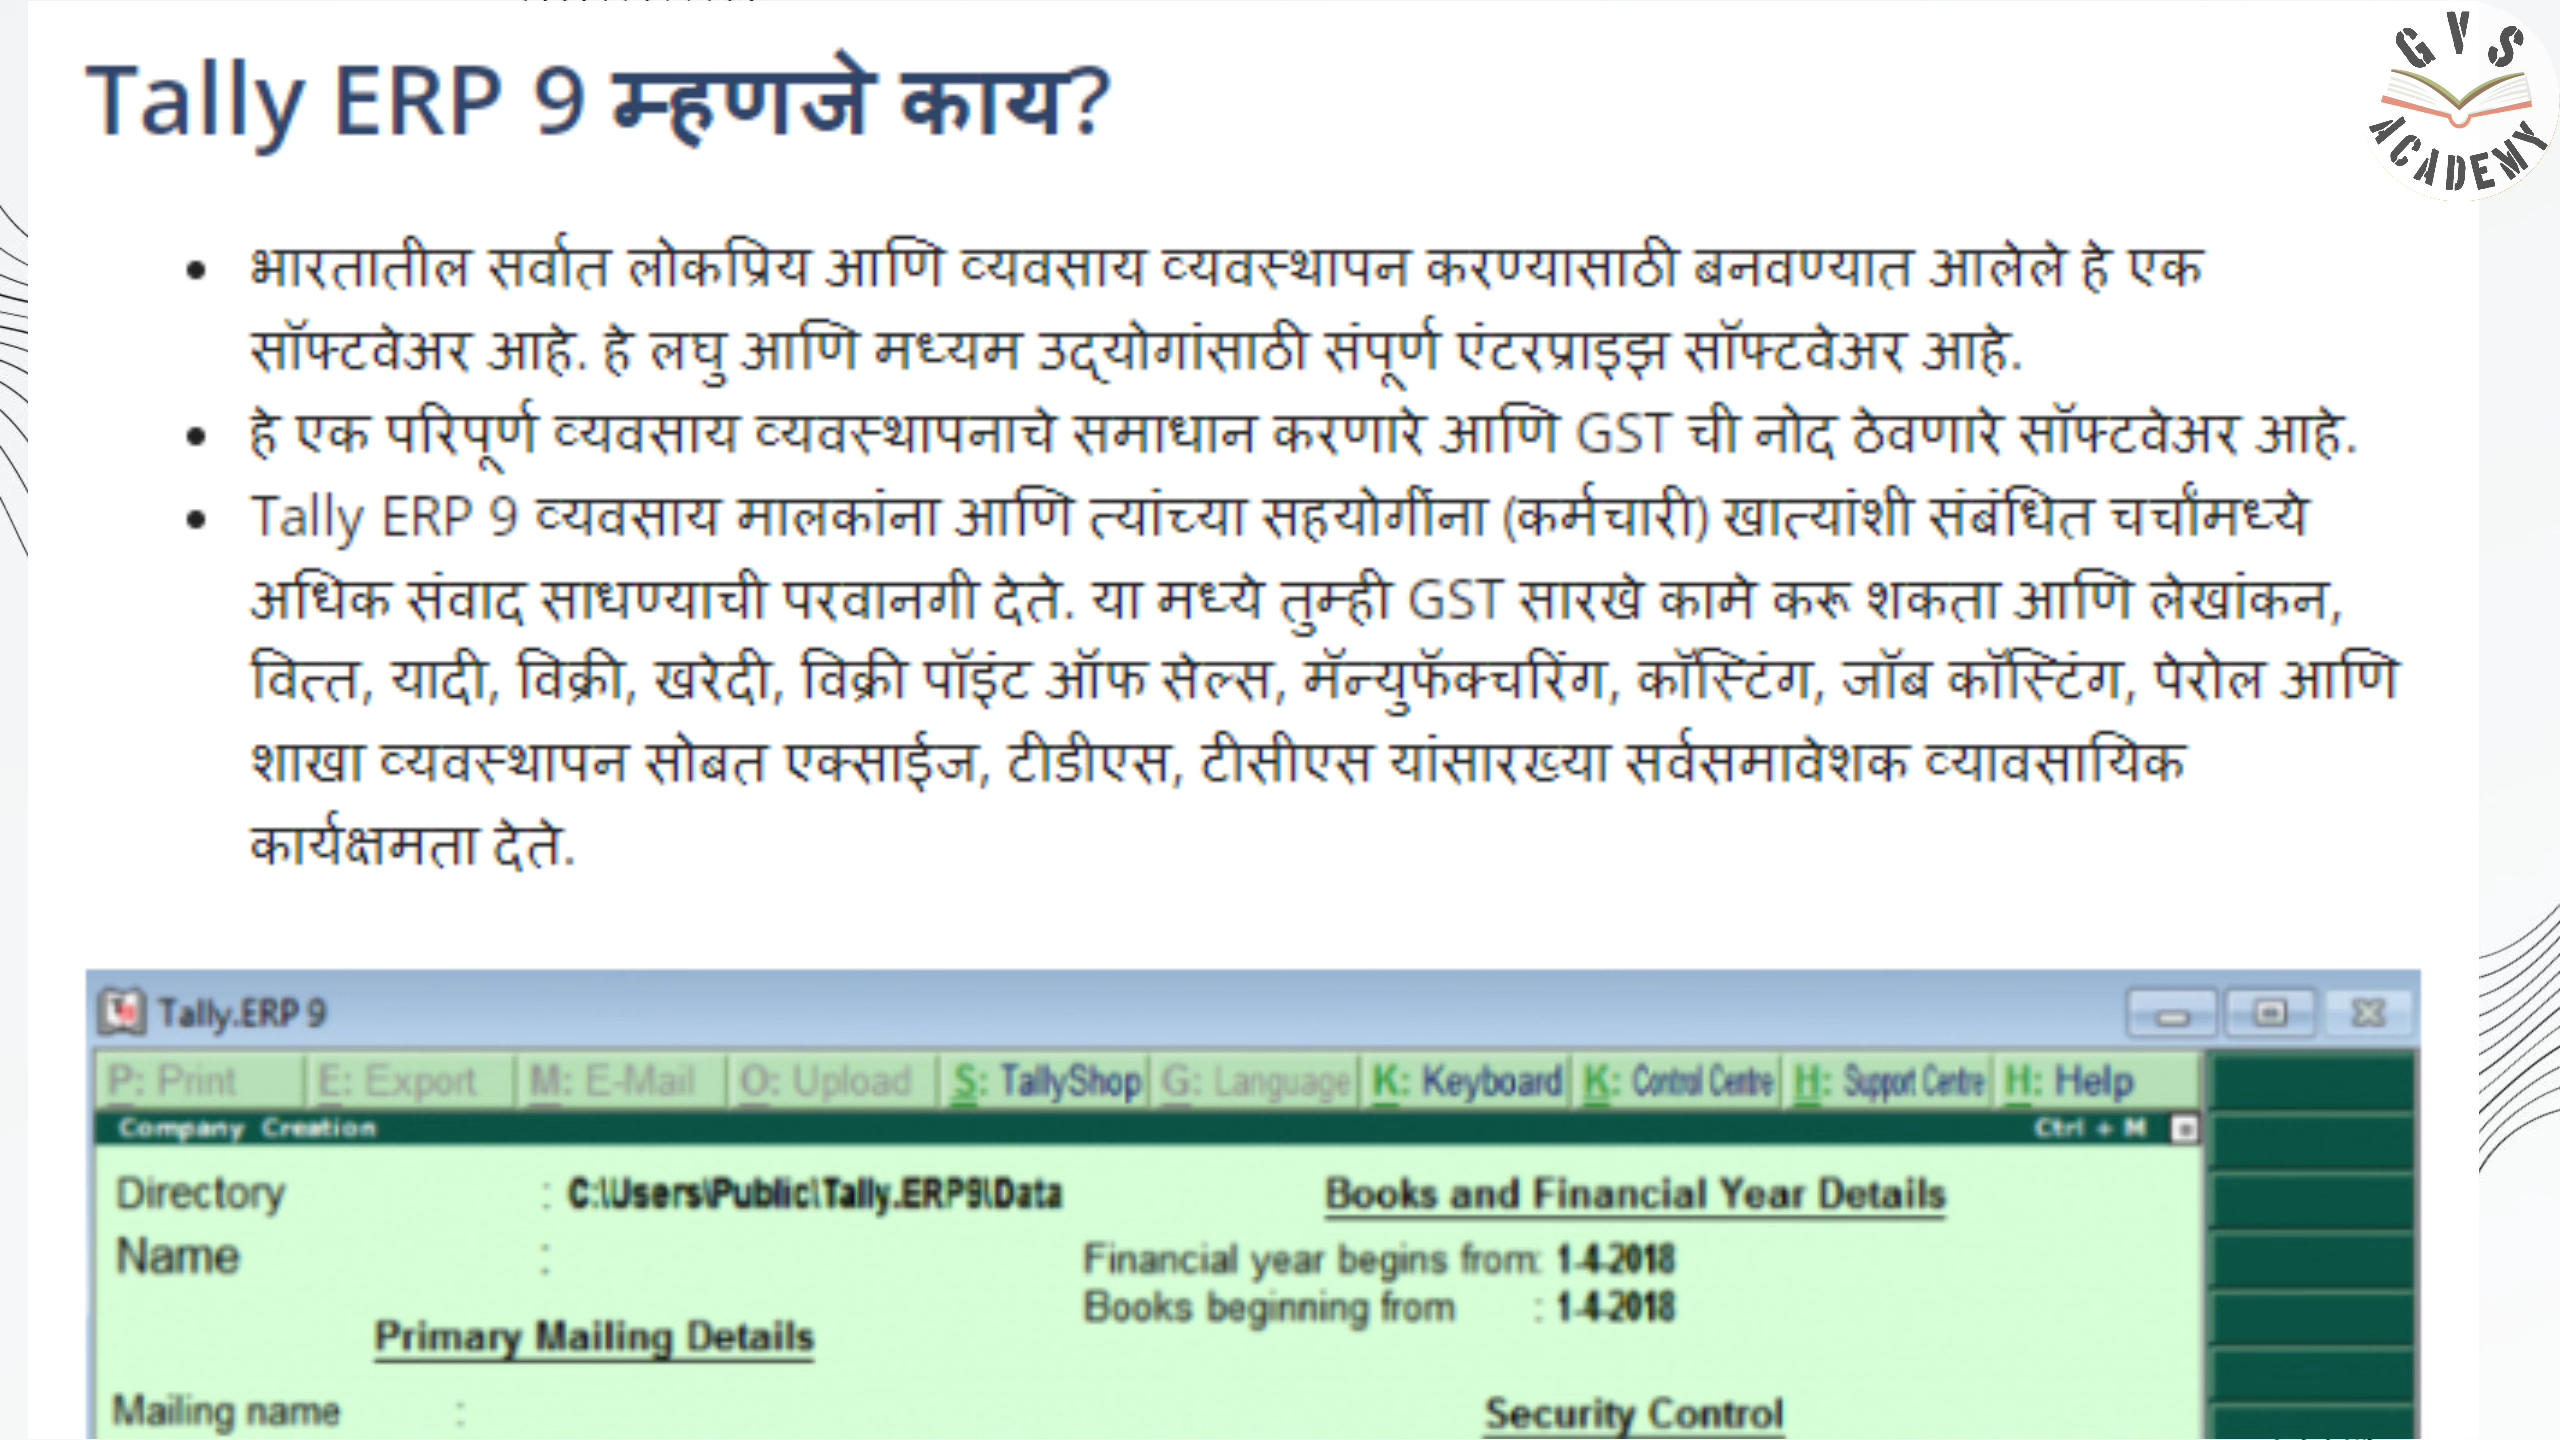 GVS
ACADEMY
Tally ERP 9 म्हणजे काय?
• भारतातील सर्वात लोकप्रिय आणि व्यवसाय व्यवस्थापन करण्यासाठी बनवण्यात आलेले हे एक
सॉफ्टवेअर आहे. हे लघु आणि मध्यम उद्योगांसाठी संपूर्ण एंटरप्राइझ सॉफ्टवेअर आहे.
• हे एक परिपूर्ण व्यवसाय व्यवस्थापनाचे समाधान करणारे आणि GST ची नोद ठेवणारे सॉफ्टवेअर आहे.
• Tally ERP 9 व्यवसाय मालकांना आणि त्यांच्या सहयोगींना (कर्मचारी) खात्यांशी संबंधित चर्चांमध्ये
अधिक संवाद साधण्याची परवानगी देते. या मध्ये तुम्ही GST सारखे कामे करू शकता आणि लेखांकन,
वित्त, यादी, विक्री, खरेदी, विक्री पॉइंट ऑफ सेल्स, मॅन्युफॅक्चरिंग, कॉस्टिंग, जॉब कॉस्टिंग, पेरोल आणि
शाखा व्यवस्थापन सोबत एक्साईज, टीडीएस, टीसीएस यांसारख्या सर्वसमावेशक व्यावसायिक
कार्यक्षमता देते.
Tally.ERP 9
P: Print E: Export M: E-Mail O: Upload S: TallyShop G: Language K: Keyboard K: Control Centre H: Support Centre H: Help
Company Creation Ctrl + M
Directory : C:\Users\Public\Tally.ERP9\Data Books and Financial Year Details
Name : Financial year begins from: 1-4-2018
Books beginning from : 1-4-2018
Primary Mailing Details
Mailing name : Security Control